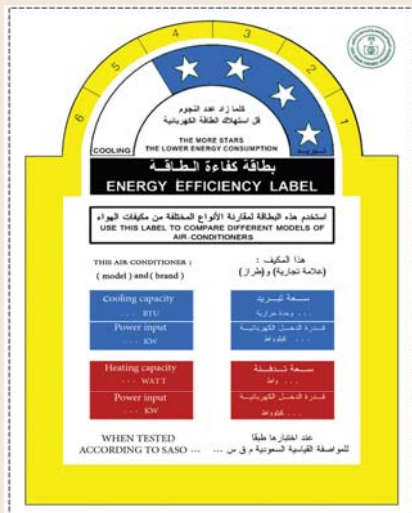 6 5 4 3 2 1
كلما زاد عدد النجوم
قل استهلاك الطاقة الكهربائية
THE MORE STARS
THE LOWER ENERGY CONSUMPTION
COOLING
تبريد
بطاقة كفاءة الطاقة
ENERGY EFFICIENCY LABEL
استخدم هذه البطاقة لمقارنة الأنواع المختلفة من مكيفات الهواء
USE THIS LABEL TO COMPARE DIFFERENT MODELS OF
AIR-CONDITIONERS
THIS AIR-CONDITIONER :
( model ) and ( brand )
هذا المكيف :
(علامة تجارية) و(طراز)
Cooling capacity
... BTU
Power input
... KW
سعة تبريد
... وحدة حرارية
قدرة الدخل الكهربائية
... كيلوواط
Heating capacity
... WATT
Power input
... KW
سعة تدفئة
... واط
قدرة الدخل الكهربائية
... كيلوواط
WHEN TESTED
ACCORDING TO SASO ...
عند اختبارها طبقا
للمواصفة القياسية السعودية م ق س ...